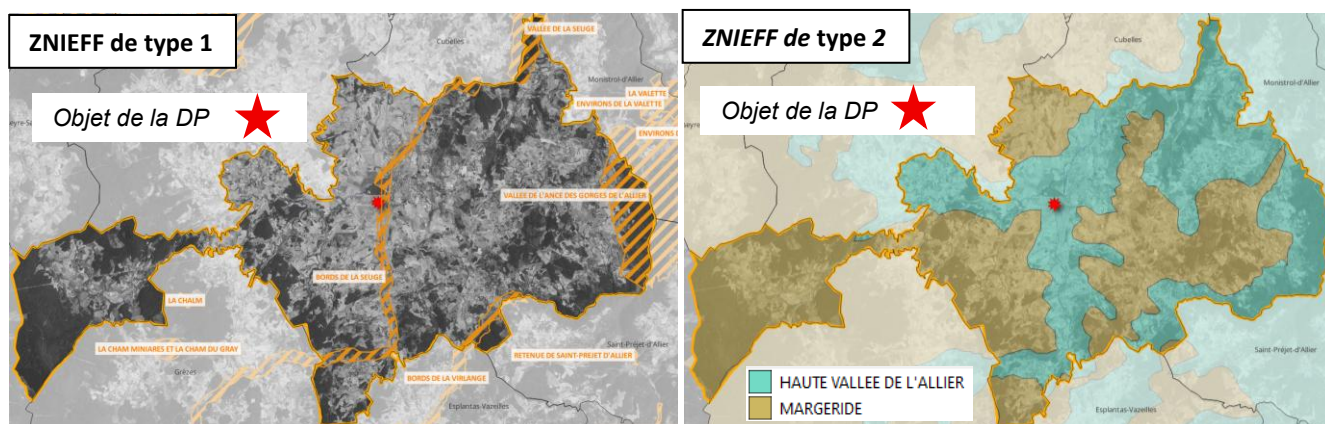 ZNIEFF de type 1
Objet de la DP
VALLEE DE LA SEUGE
Cubelles
Monistrol-d'Allier
LA VALETTE
ENVIRONS DE LA VALETTE
ENVIRONS D
VALLEE DE L'ANCE DES GORGES DE L'ALLIER
BORDS DE LA SEUGE
LA CHALM
LA CHAM MINIARES ET LA CHAM DU GRAY
Grèzes
BORDS DE LA VIRLANGE
RETENUE DE SAINT-PREJET D'ALLIER
Saint-Préjet-d'Allier
Esplantas-Vazeilles
ZNIEFF de type 2
Objet de la DP
Cubelles
Monistrol-d'Allier
Saint-Préjet-d'Allier
Grèzes
Esplantas-Vazeilles
HAUTE VALLEE DE L'ALLIER
MARGERIDE